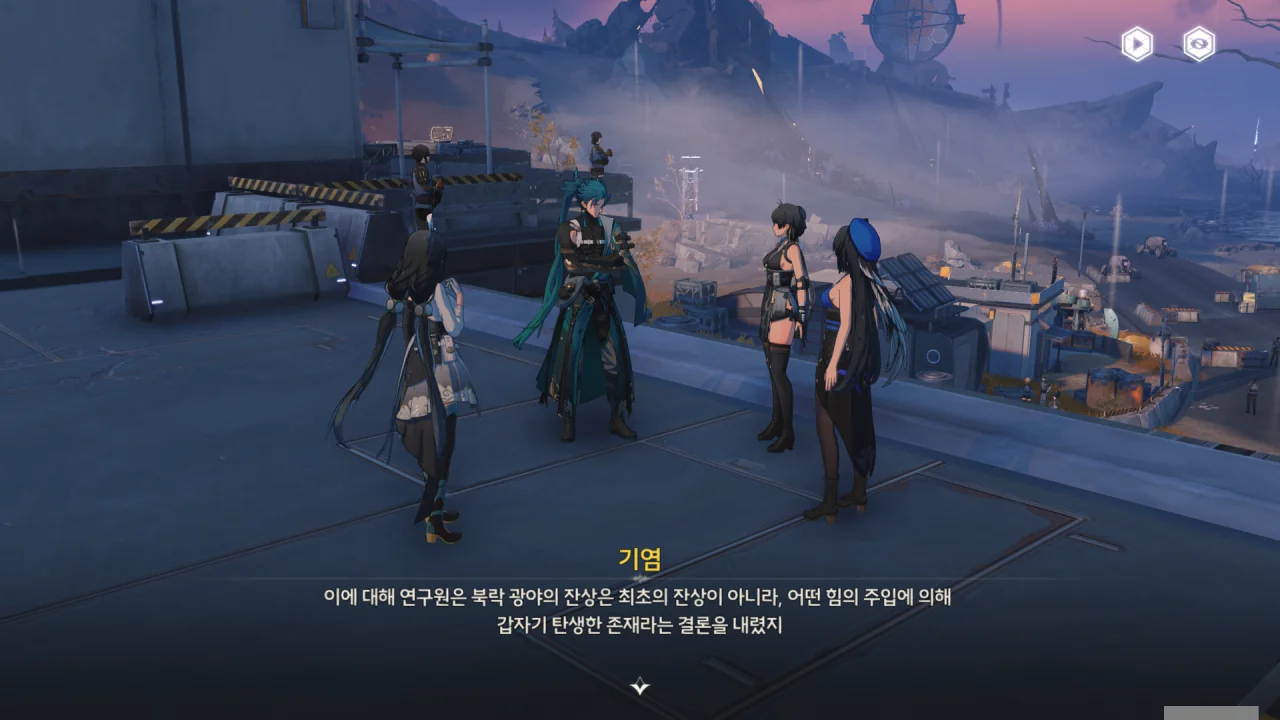 기염
이에 대해 연구원은 북락 광야의 잔상은 최초의 잔상이 아니라, 어떤 힘의 주입에 의해
갑자기 탄생한 존재라는 결론을 내렸지